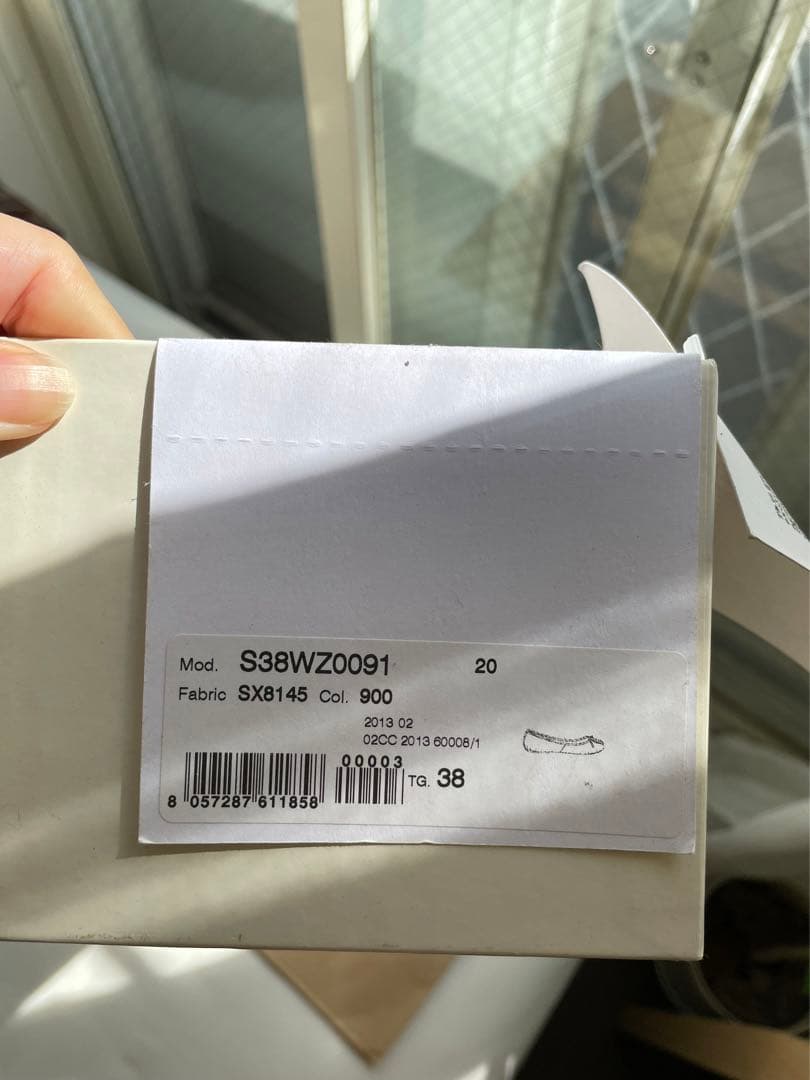 Mod. S38WZ0091 20
Fabric SX8145 Col. 900
2013 02
02CC 2013 60008/1
00003
TG. 38
8 057287 611858